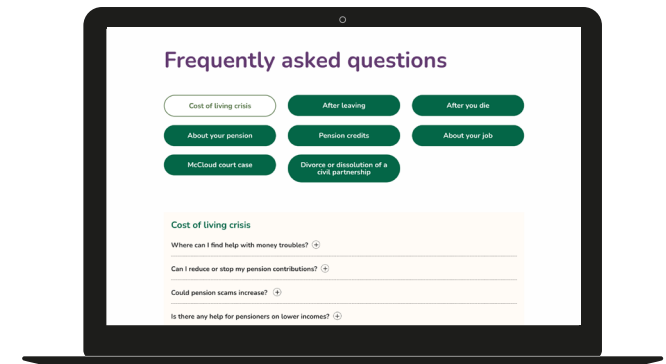 Frequently asked questions
Cost of living crisis
After leaving
After you die
About your pension
Pension credits
About your job
McCloud court case
Divorce or dissolution of a
civil partnership
Cost of living crisis
Where can I find help with money troubles?
Can I reduce or stop my pension contributions?
Could pension scams increase?
Is there any help for pensioners on lower incomes?